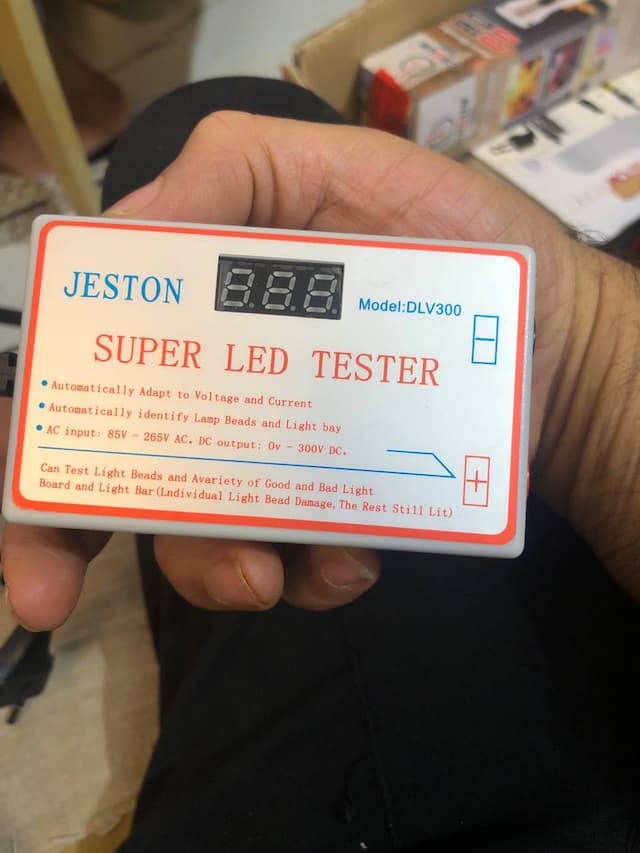 JESTON
Model:DLV300
SUPER LED TESTER
• Automatically Adapt to Voltage and Current
• Automatically identify Lamp Beads and Light bay
• AC input: 85V - 265V AC. DC output: 0v - 300V DC.
Can Test Light Beads and Avariety of Good and Bad Light
Board and Light Bar(Lndividual Light Bead Damage, The Rest Still Lit)
−
+